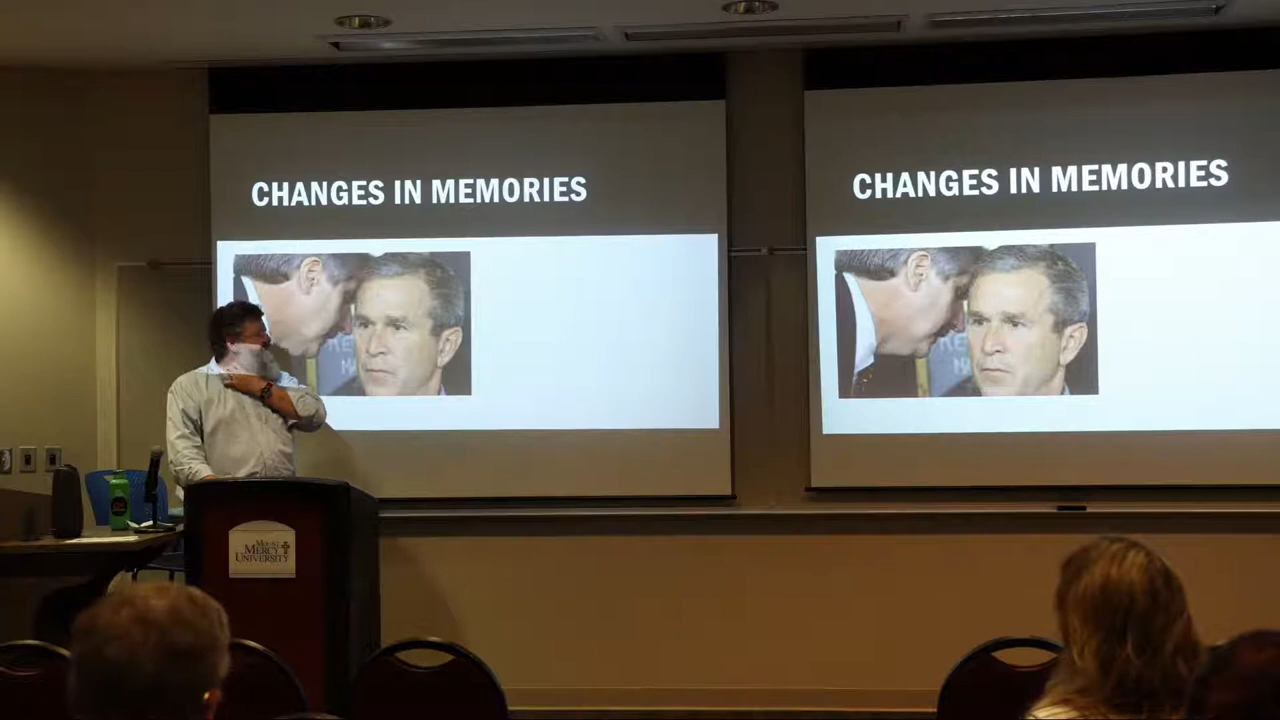 CHANGES IN MEMORIES
CHANGES IN MEMORIES
MOUNT
MERCY
UNIVERSITY